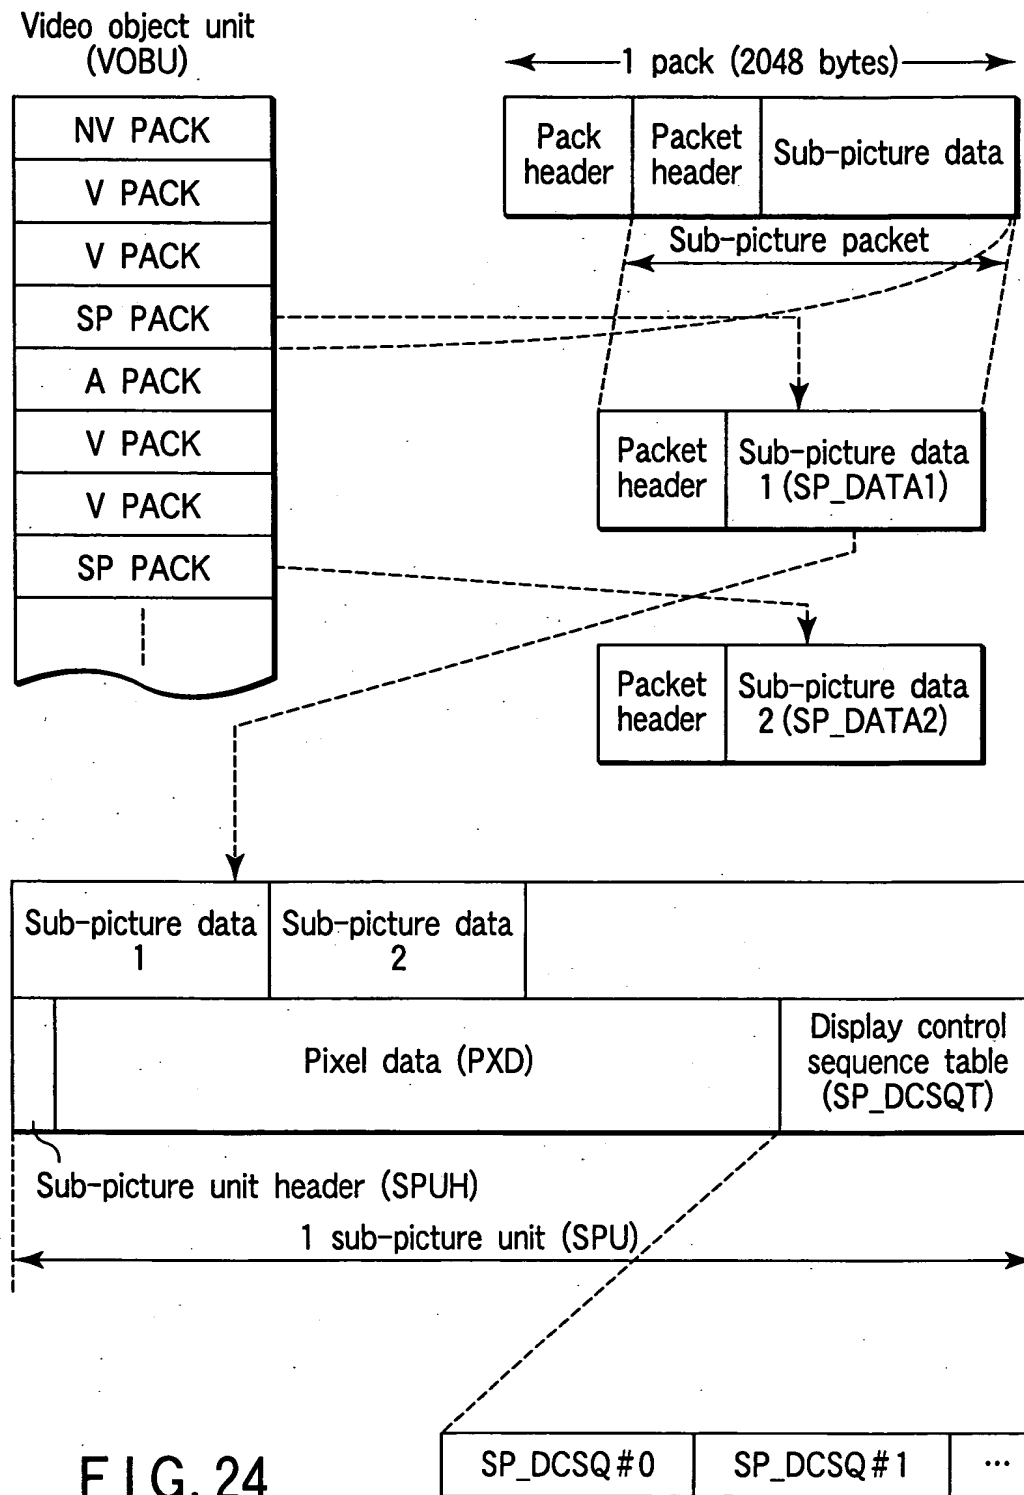 Video object unit
(VOBU)
1 pack (2048 bytes)
NV PACK
V PACK
V PACK
SP PACK
A PACK
V PACK
V PACK
SP PACK
Pack
header
Packet
header
Sub-picture data
Sub-picture packet
Packet
header
Sub-picture data
1 (SP_DATA1)
Packet
header
Sub-picture data
2 (SP_DATA2)
Sub-picture data
1
Sub-picture data
2
Pixel data (PXD)
Display control
sequence table
(SP_DCSQT)
Sub-picture unit header (SPUH)
1 sub-picture unit (SPU)
SP_DCSQ#0
SP_DCSQ#1
...
FIG. 24